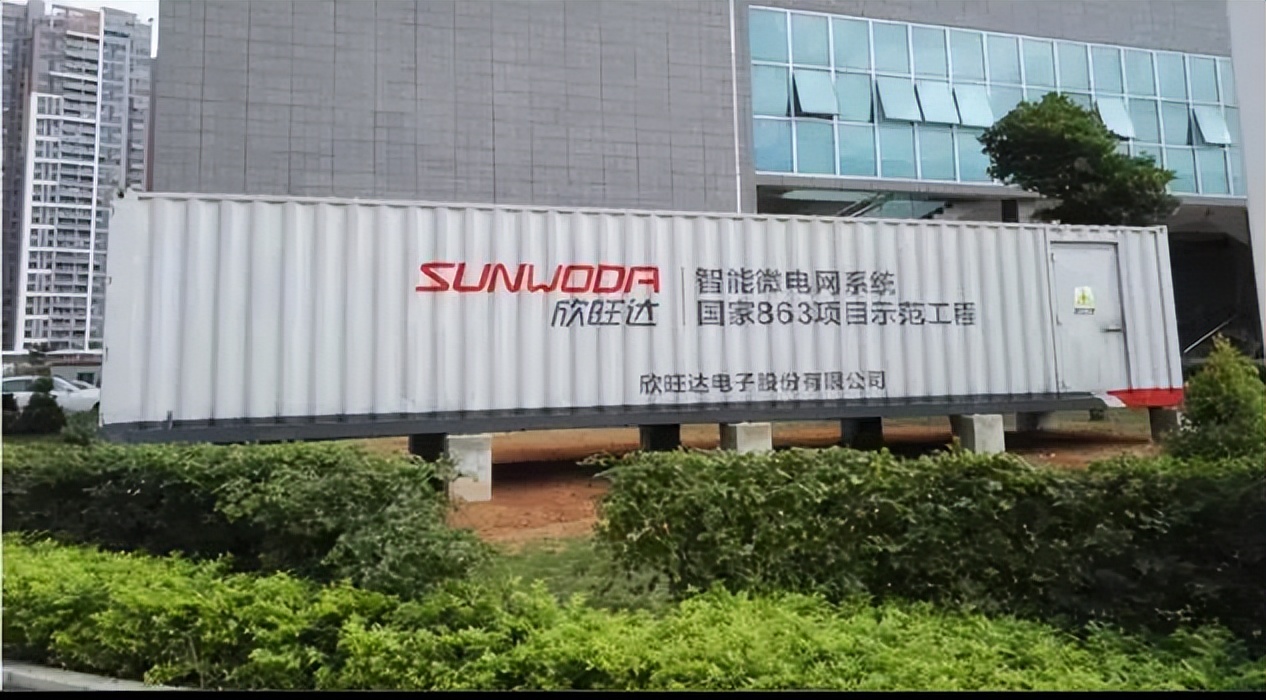 SUNWODA
欣旺达
智能微电网系统
国家863项目示范工程
欣旺达电子股份有限公司